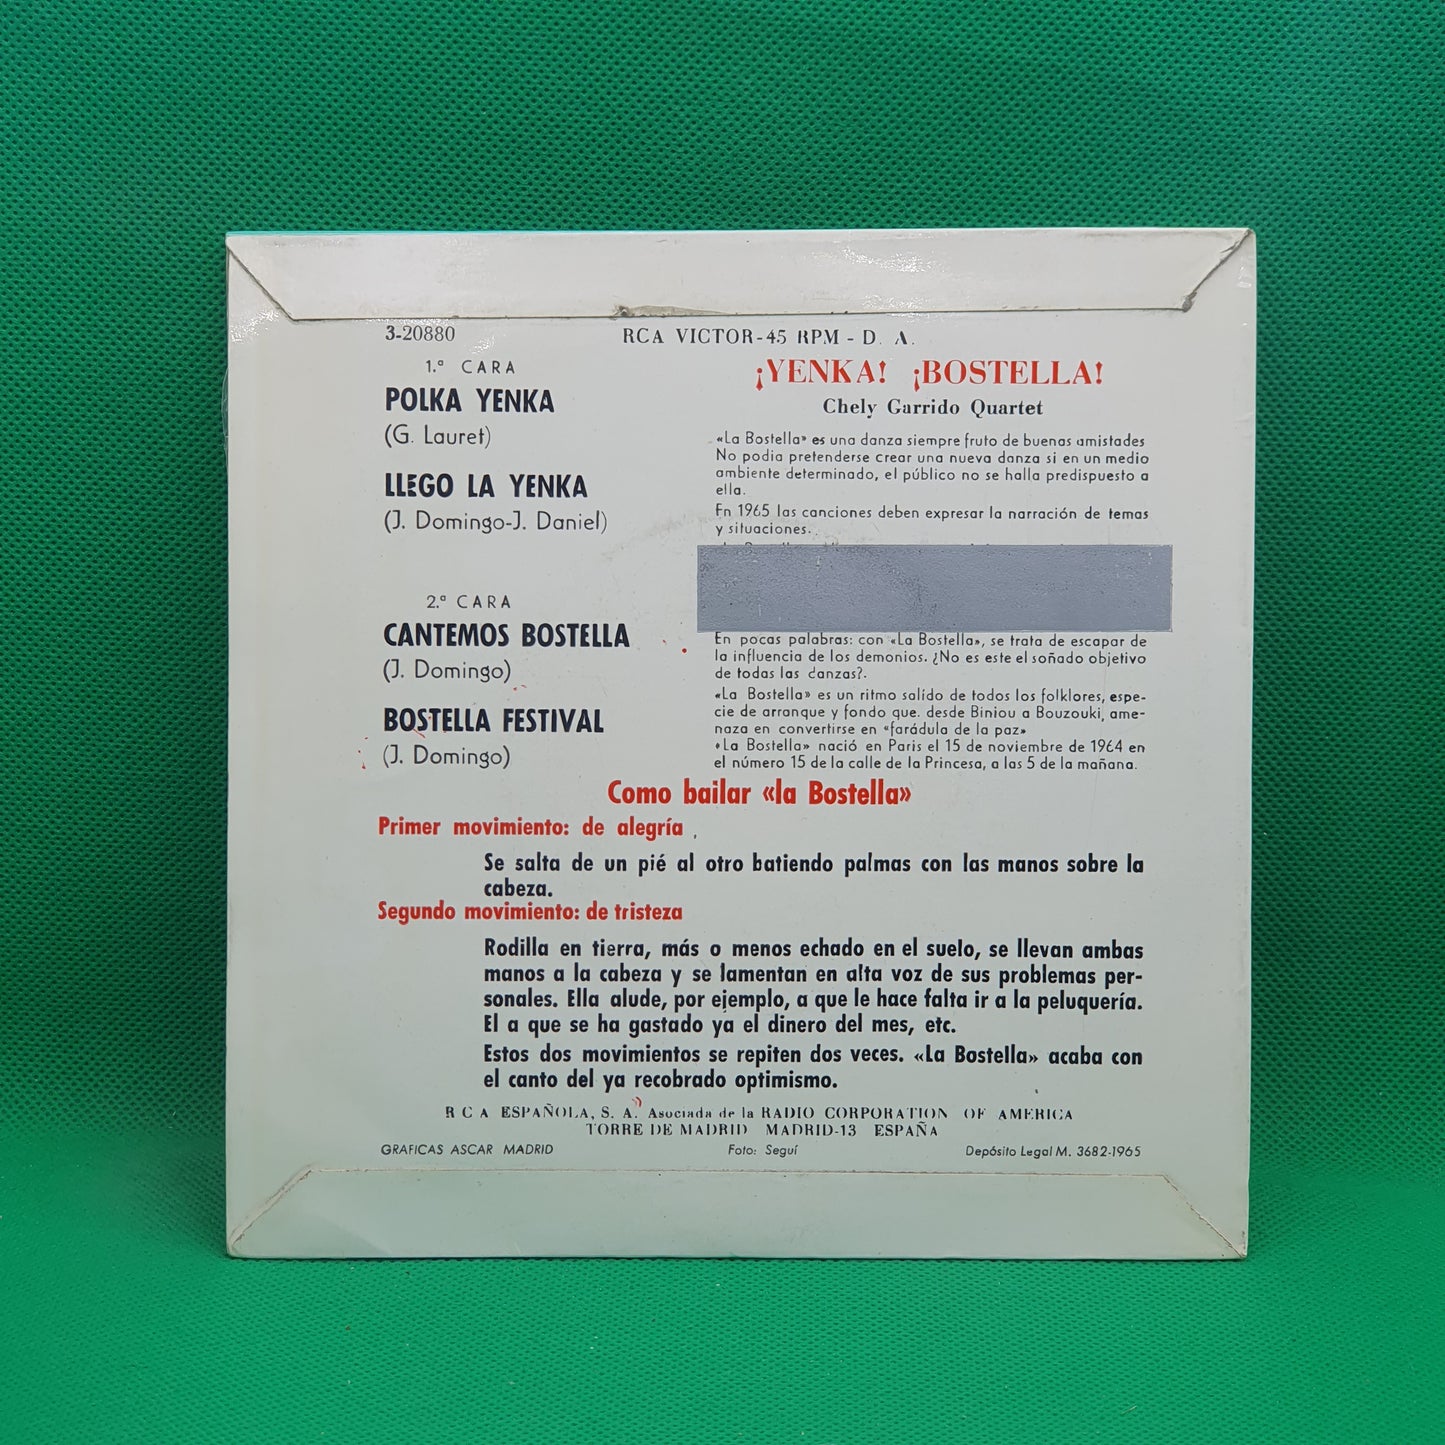 3-20880
RCA VICTOR-45 RPM - D. A.
1.ª CARA
POLKA YENKA
(G. Lauret)
LLEGO LA YENKA
(J. Domingo-J. Daniel)
2.ª CARA
CANTEMOS BOSTELLA
(J. Domingo)
BOSTELLA FESTIVAL
(J. Domingo)
¡YENKA! ¡BOSTELLA!
Chely Garrido Quartet
«La Bostella» es una danza siempre fruto de buenas amistades
No podia pretenderse crear una nueva danza si en un medio
ambiente determinado, el público no se halla predispuesto a
ella.
En 1965 las canciones deben expresar la narración de temas
y situaciones.
En pocas palabras: con «La Bostella», se trata de escapar de
la influencia de los demonios. ¿No es este el soñado objetivo
de todas las danzas?.
«La Bostella» es un ritmo salido de todos los folklores, espe-
cie de arranque y fondo que. desde Biniou a Bouzouki, ame-
naza en convertirse en «farádula de la paz»
«La Bostella» nació en Paris el 15 de noviembre de 1964 en
el número 15 de la calle de la Princesa, a las 5 de la mañana.
Como bailar «la Bostella»
Primer movimiento: de alegría
Se salta de un pié al otro batiendo palmas con las manos sobre la
cabeza.
Segundo movimiento: de tristeza
Rodilla en tierra, más o menos echado en el suelo, se llevan ambas
manos a la cabeza y se lamentan en alta voz de sus problemas per-
sonales. Ella alude, por ejemplo, a que le hace falta ir a la peluquería.
El a que se ha gastado ya el dinero del mes, etc.
Estos dos movimientos se repiten dos veces. «La Bostella» acaba con
el canto del ya recobrado optimismo.
RCA ESPAÑOLA, S. A. Asociada de la RADIO CORPORATION OF AMERICA
TORRE DE MADRID MADRID-13 ESPAÑA
GRAFICAS ASCAR MADRID
Foto: Seguí
Depósito Legal M. 3682-1965